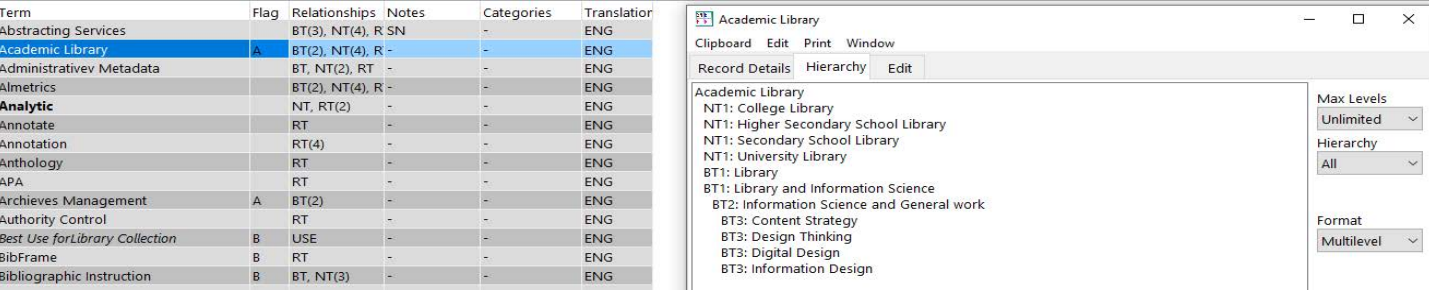 Term Flag Relationships Notes Categories Translation
Abstracting Services BT(3), NT(4), R SN - ENG
Academic Library A BT(2), NT(4), R - - ENG
Administrativev Metadata BT, NT(2), RT - - ENG
Almetrics BT(2), NT(4), R - - ENG
Analytic NT, RT(2) - - ENG
Annotate RT - - ENG
Annotation RT(4) - - ENG
Anthology RT - - ENG
APA RT - - ENG
Archieves Management A BT(2) - - ENG
Authority Control RT - - ENG
Best Use forLibrary Collection B USE - - ENG
BibFrame B RT - - ENG
Bibliographic Instruction B BT, NT(3) - - ENG
Academic Library
Clipboard Edit Print Window
Record Details Hierarchy Edit
Academic Library
NT1: College Library
NT1: Higher Secondary School Library
NT1: Secondary School Library
NT1: University Library
BT1: Library
BT1: Library and Information Science
BT2: Information Science and General work
BT3: Content Strategy
BT3: Design Thinking
BT3: Digital Design
BT3: Information Design
Max Levels
Unlimited
Hierarchy
All
Format
Multilevel